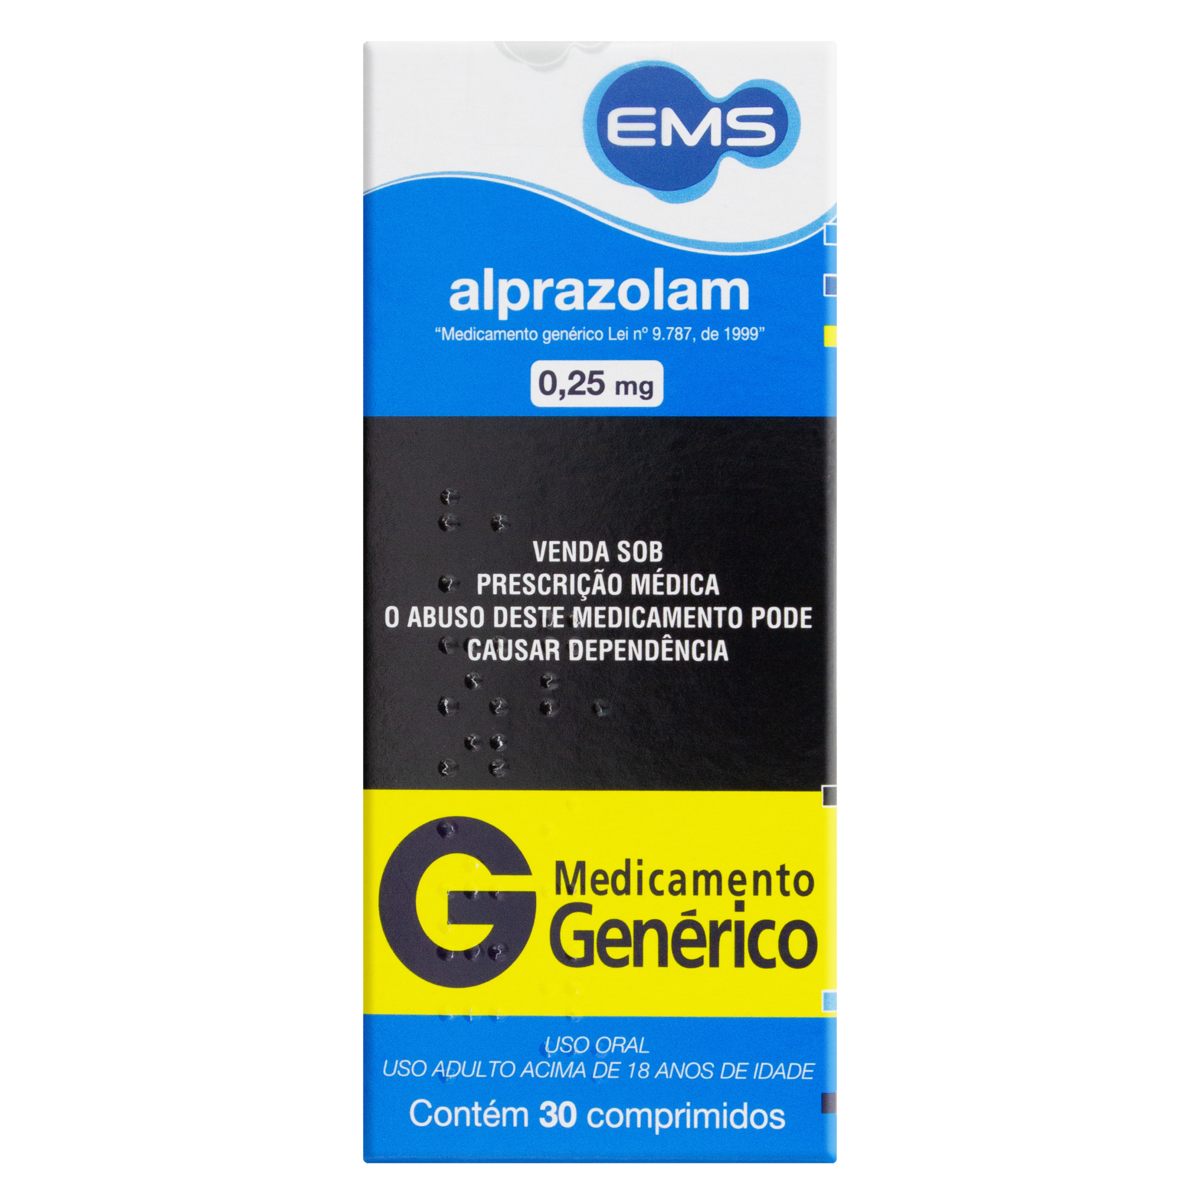 EMS
alprazolam
“Medicamento genérico Lei nº 9.787, de 1999”
0,25 mg
VENDA SOB
PRESCRIÇÃO MÉDICA
O ABUSO DESTE MEDICAMENTO PODE
CAUSAR DEPENDÊNCIA
G
Medicamento
Genérico
USO ORAL
USO ADULTO ACIMA DE 18 ANOS DE IDADE
Contém 30 comprimidos